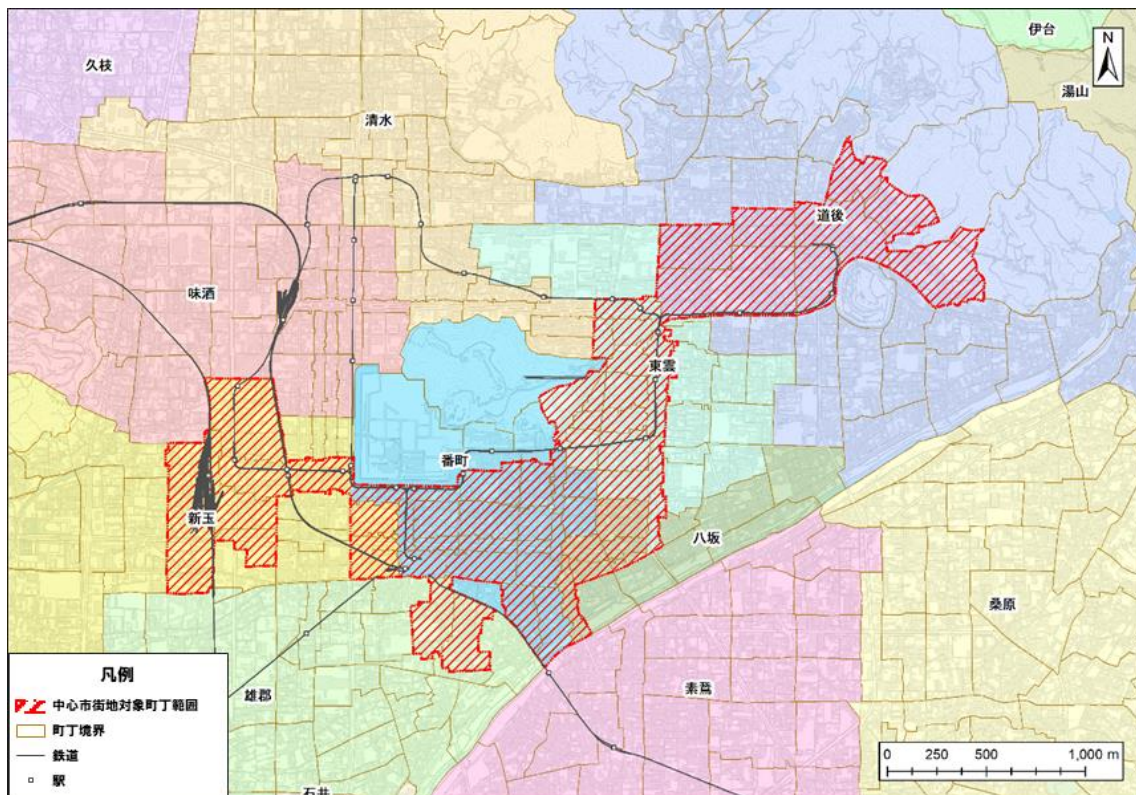 伊台
N
久枝
湯山
清水
道後
味酒
東雲
番町
新玉
八坂
桑原
凡例
中心市街地対象町丁範囲
町丁境界
鉄道
駅
雄郡
素鵞
石井
0 250 500 1,000 m